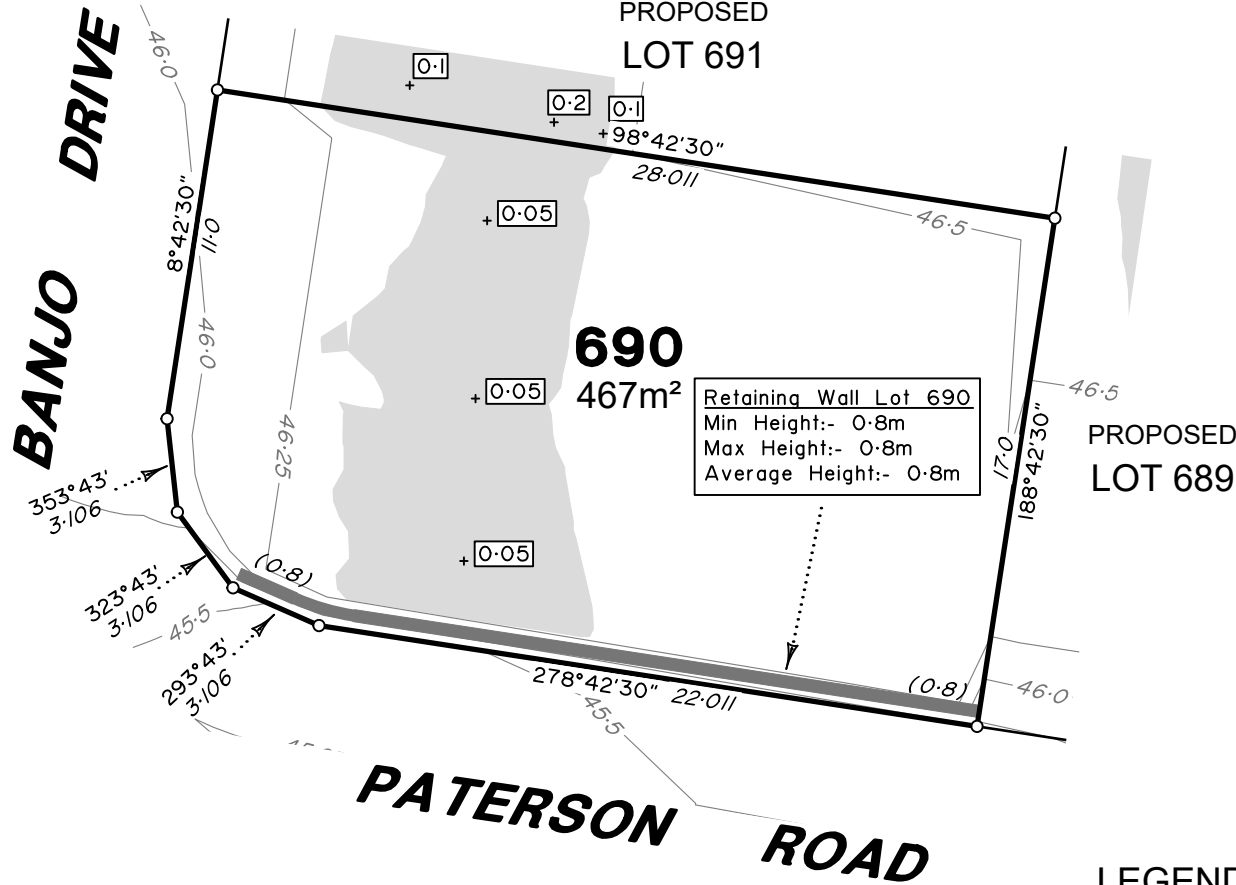 PROPOSED
LOT 691
BANJO DRIVE
46·0
0·1
0·2
0·1
98°42'30"
28·011
8°42'30"
11·0
0·05
46·5
46·0
690
467m²
0·05
46·25
Retaining Wall Lot 690
Min Height:- 0·8m
Max Height:- 0·8m
Average Height:- 0·8m
46·5
PROPOSED
LOT 689
17·0
188°42'30"
353°43'
3·106
0·05
(0·8)
323°43'
3·106
45·5
293°43'
3·106
278°42'30" 22·011
(0·8)
46·0
45·5
PATERSON ROAD
LEGEND